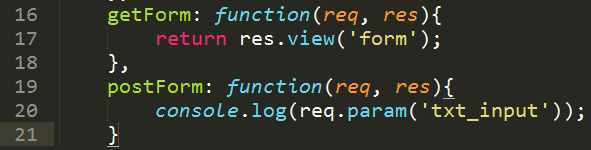 16 getForm: function(req, res){
17 return res.view('form');
18 },
19 postForm: function(req, res){
20 console.log(req.param('txt_input'));
21 }